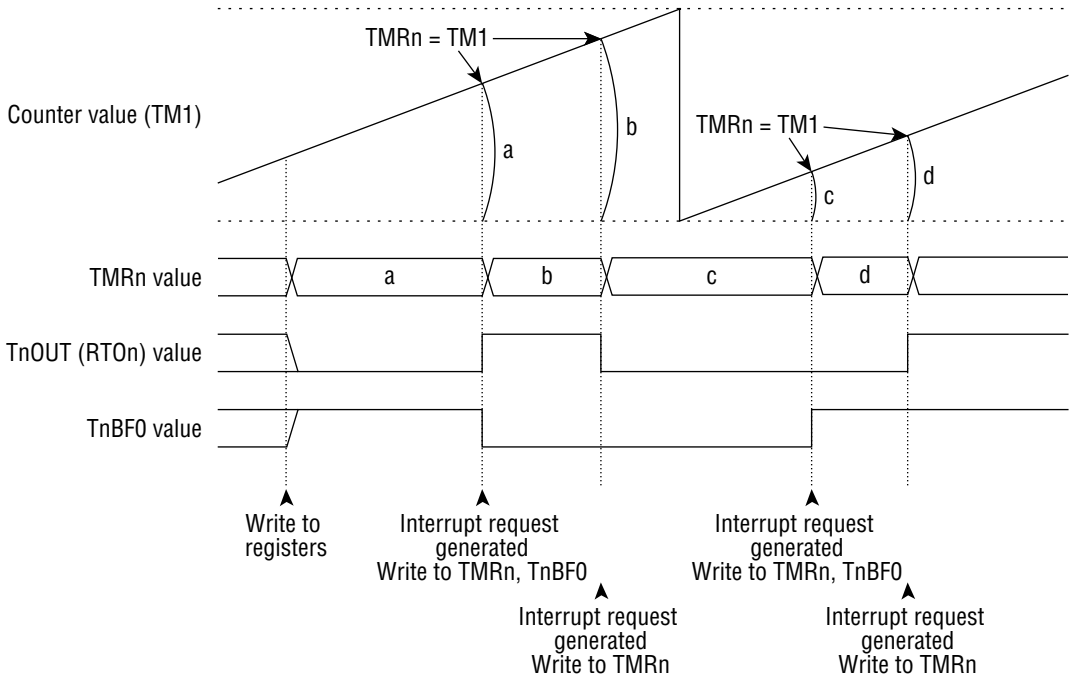 TMRn = TM1
Counter value (TM1)
a
b
TMRn = TM1
c
d
TMRn value
a
b
c
d
TnOUT (RTOn) value
TnBF0 value
Write to
registers
Interrupt request
generated
Write to TMRn, TnBF0
Interrupt request
generated
Write to TMRn
Interrupt request
generated
Write to TMRn, TnBF0
Interrupt request
generated
Write to TMRn